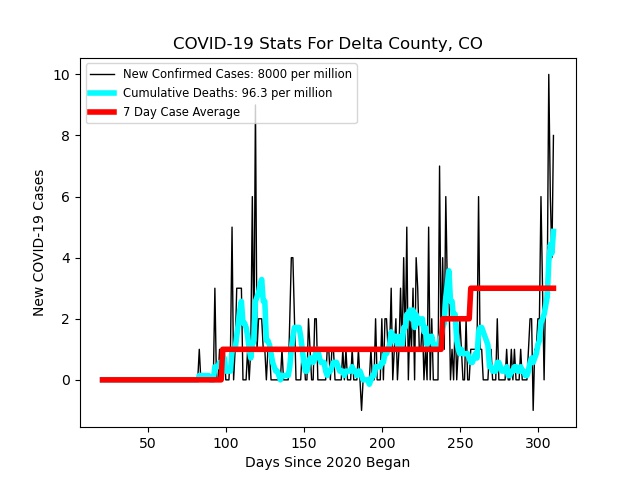 COVID-19 Stats For Delta County, CO
New Confirmed Cases: 8000 per million
Cumulative Deaths: 96.3 per million
7 Day Case Average
New COVID-19 Cases
10
8
6
4
2
0
50
100
150
200
250
300
Days Since 2020 Began